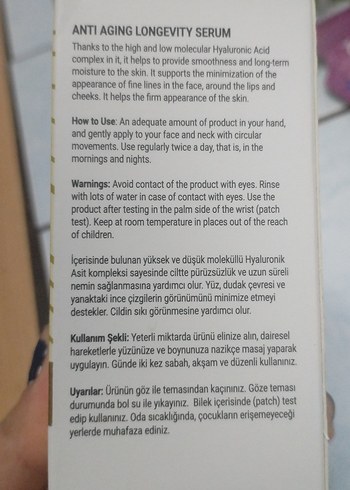 ANTI AGING LONGEVITY SERUM
Thanks to the high and low molecular Hyaluronic Acid
complex in it, it helps to provide smoothness and long-term
moisture to the skin. It supports the minimization of the
appearance of fine lines in the face, around the lips and
cheeks. It helps the firm appearance of the skin.
How to Use: An adequate amount of product in your hand,
and gently apply to your face and neck with circular
movements. Use regularly twice a day, that is, in the
mornings and nights.
Warnings: Avoid contact of the product with eyes. Rinse
with lots of water in case of contact with eyes. Use the
product after testing in the palm side of the wrist (patch
test). Keep at room temperature in places out of the reach
of children.
İçerisinde bulunan yüksek ve düşük moleküllü Hyaluronik
Asit kompleksi sayesinde ciltte pürüzsüzlük ve uzun süreli
nemin sağlanmasına yardımcı olur. Yüz, dudak çevresi ve
yanaktaki ince çizgilerin görünümünü minimize etmeyi
destekler. Cildin sıkı görünmesine yardımcı olur.
Kullanım Şekli: Yeterli miktarda ürünü elinize alın, dairesel
hareketlerle yüzünüze ve boynunuza nazikçe masaj yaparak
uygulayın. Günde iki kez sabah, akşam ve düzenli kullanınız.
Uyarılar: Ürünün göz ile temasından kaçınınız. Göze teması
durumunda bol su ile yıkayınız. Bilek içerisinde (patch) test
edip kullanınız. Oda sıcaklığında, çocukların erişemeyeceği
yerlerde muhafaza ediniz.